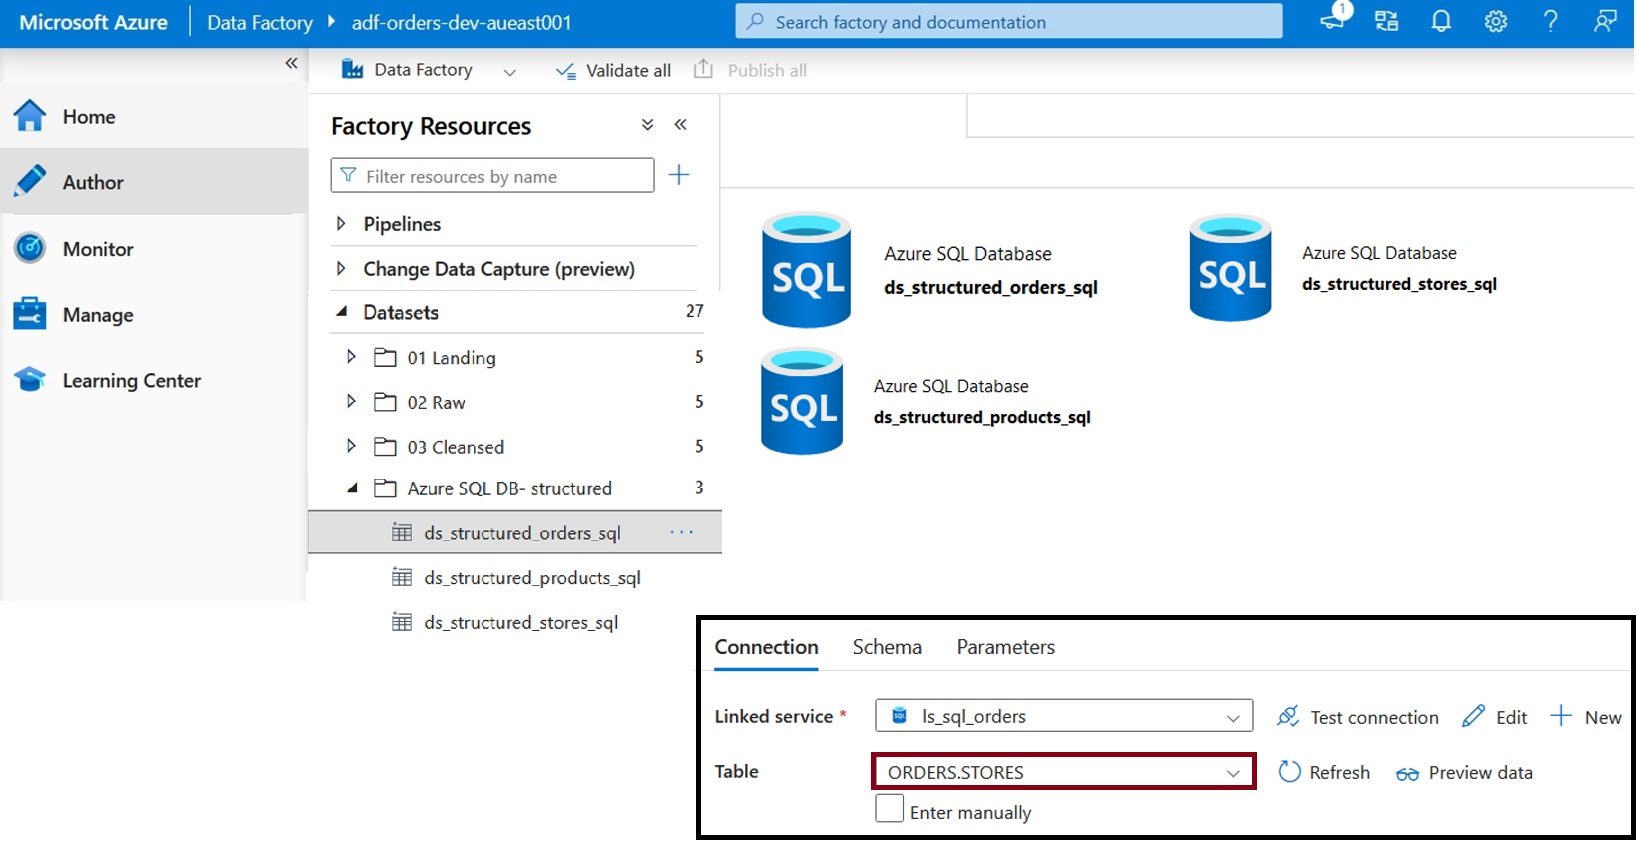 Microsoft Azure Data Factory adf-orders-dev-aueast001 Search factory and documentation 1
Data Factory Validate all Publish all
Home
Author
Monitor
Manage
Learning Center
Factory Resources
Filter resources by name
Pipelines
Change Data Capture (preview)
Datasets 27
01 Landing 5
02 Raw 5
03 Cleansed 5
Azure SQL DB- structured 3
ds_structured_orders_sql ...
ds_structured_products_sql
ds_structured_stores_sql
SQL
Azure SQL Database
ds_structured_orders_sql
SQL
Azure SQL Database
ds_structured_stores_sql
SQL
Azure SQL Database
ds_structured_products_sql
Connection Schema Parameters
Linked service * SQL ls_sql_orders Test connection Edit New
Table ORDERS.STORES Refresh Preview data
Enter manually